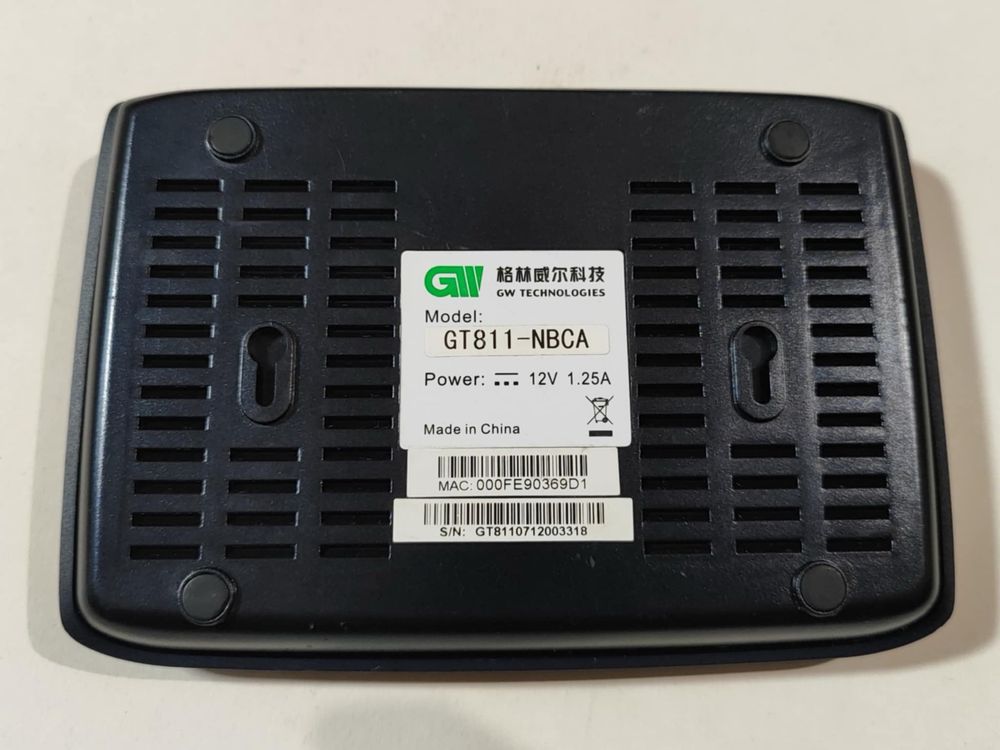 GW 格林威尔科技
GW TECHNOLOGIES
Model:
GT811-NBCA
Power: 12V 1.25A
Made in China
MAC: 000FE90369D1
S/N: GT8110712003318